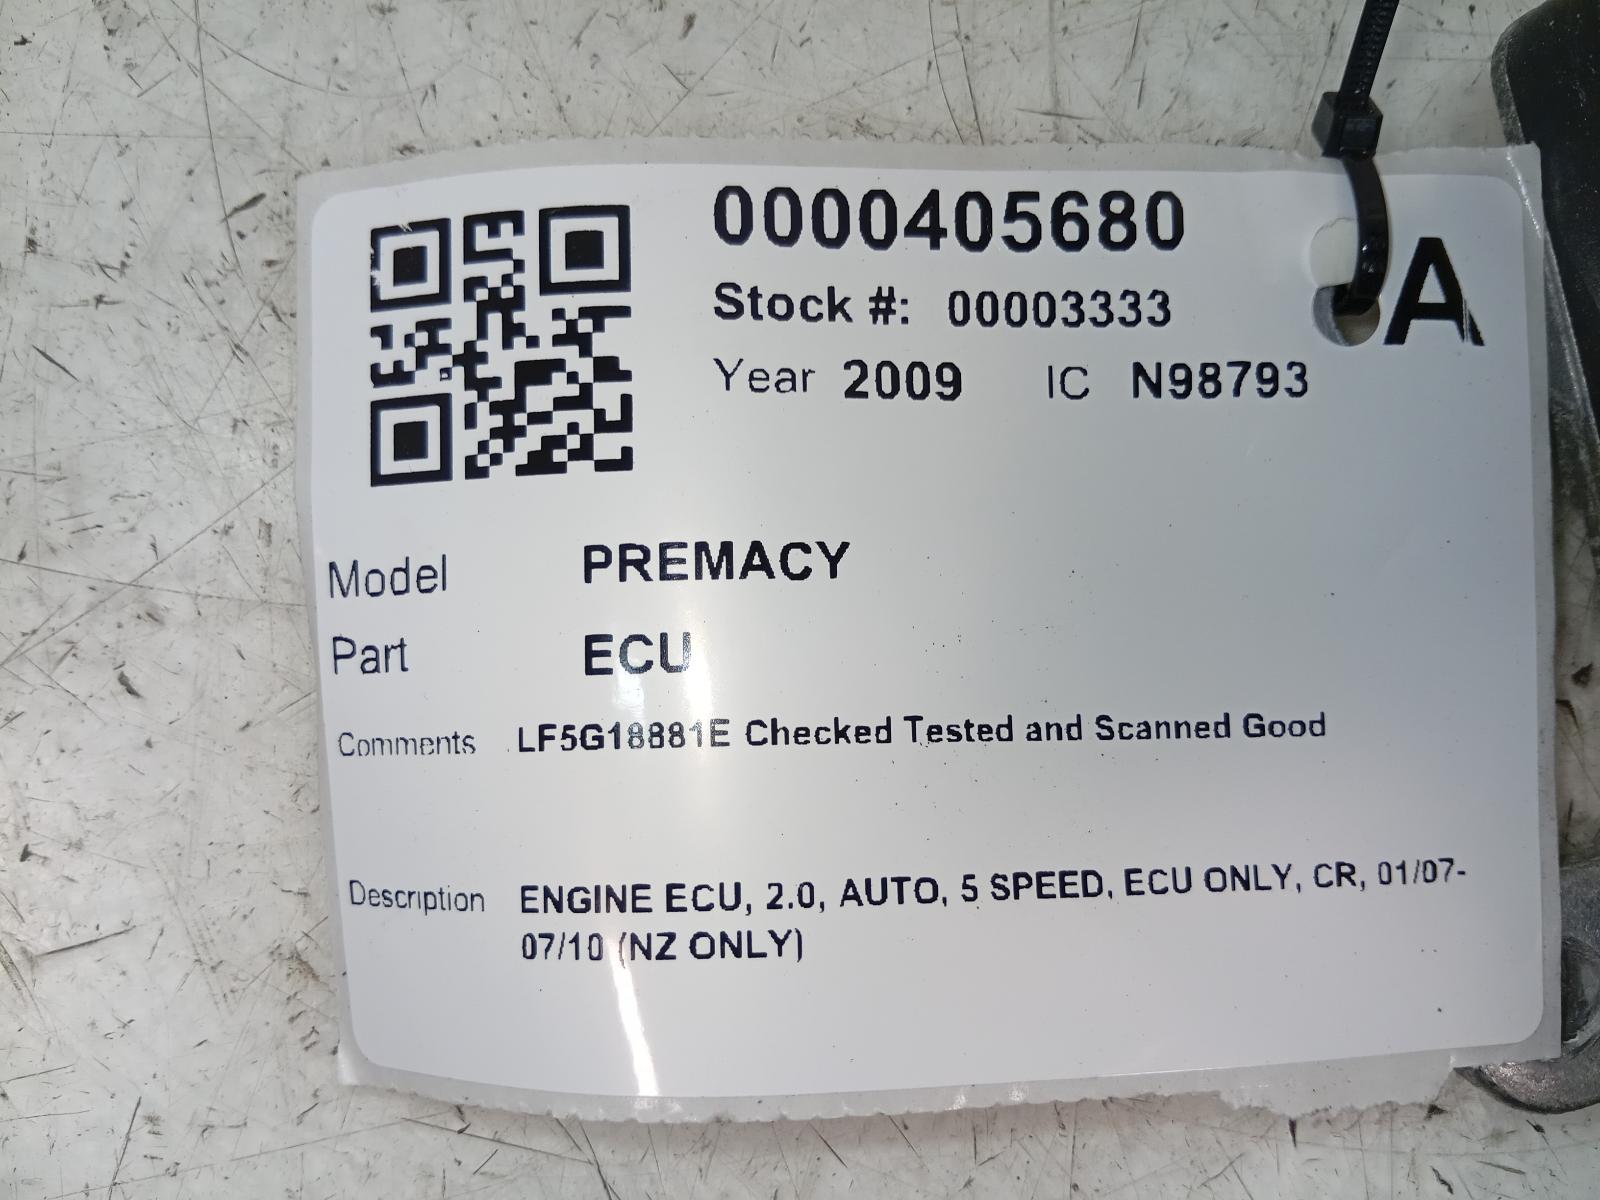 0000405680
Stock #: 00003333
A
Year 2009 IC N98793
Model PREMACY
Part ECU
Comments LF5G18881E Checked Tested and Scanned Good
Description ENGINE ECU, 2.0, AUTO, 5 SPEED, ECU ONLY, CR, 01/07-
07/10 (NZ ONLY)